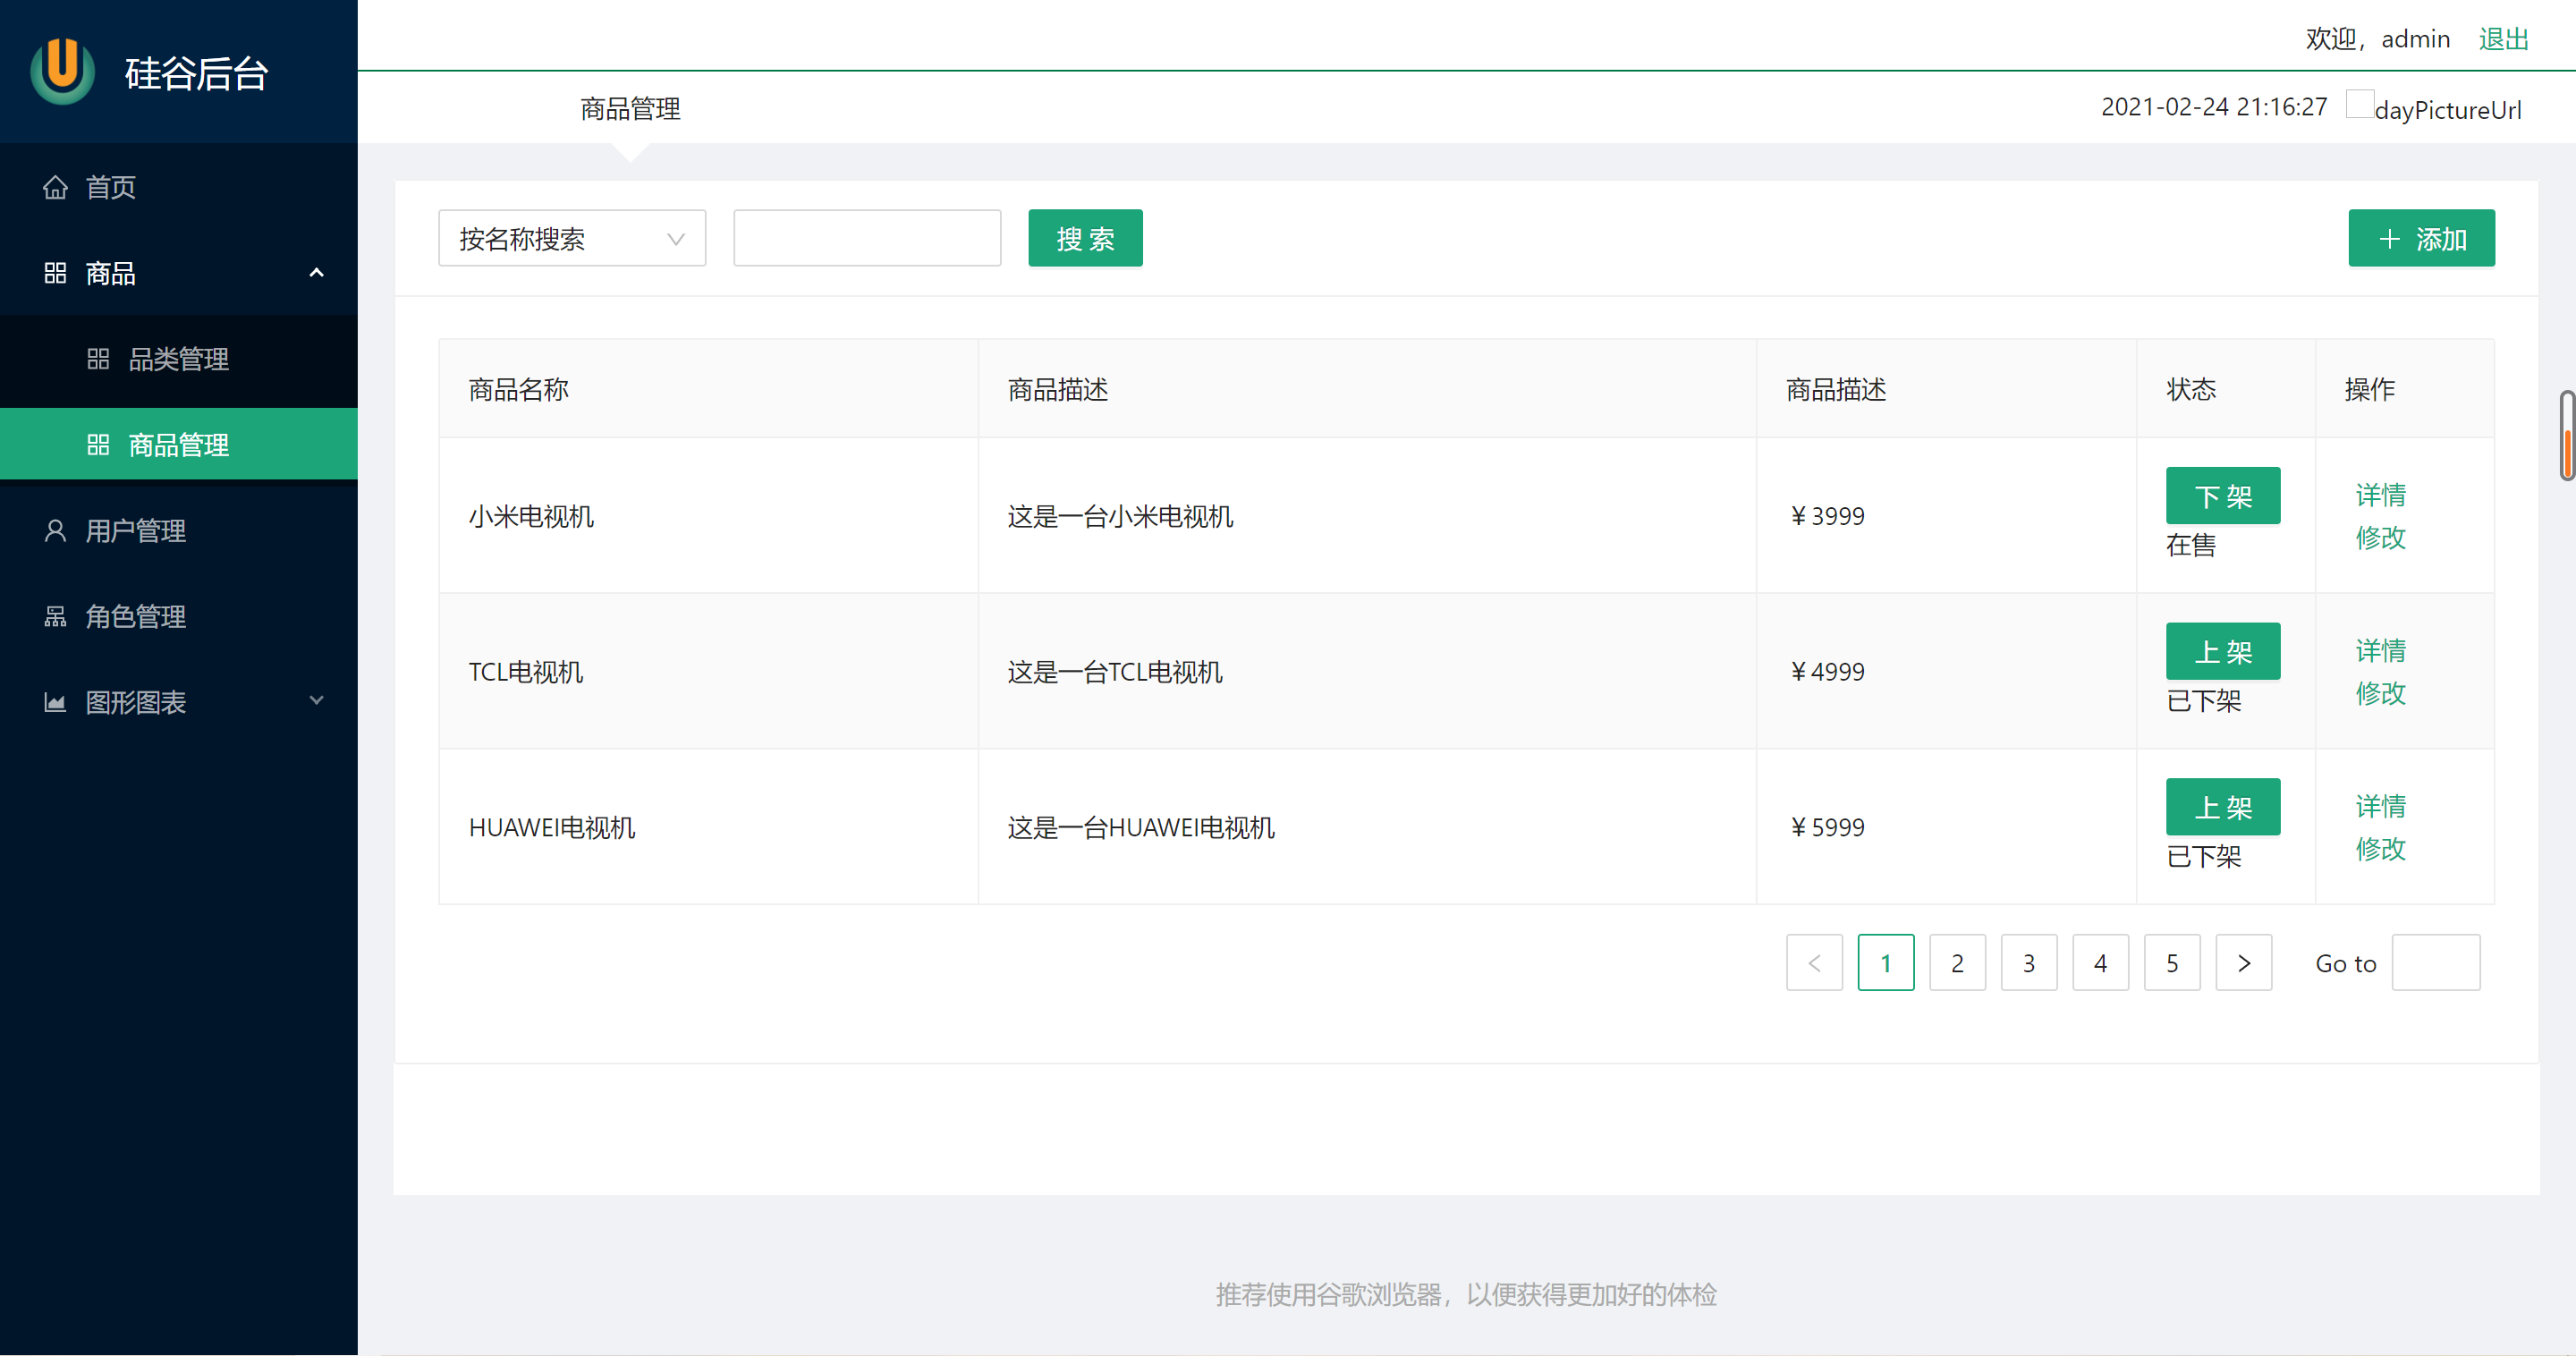 硅谷后台
欢迎，admin 退出
商品管理 2021-02-24 21:16:27 dayPictureUrl
首页
商品
品类管理
商品管理
用户管理
角色管理
图形图表
按名称搜索 搜 索 添加
商品名称 商品描述 商品描述 状态 操作
小米电视机 这是一台小米电视机 ￥3999 下 架 在售 详情 修改
TCL电视机 这是一台TCL电视机 ￥4999 上 架 已下架 详情 修改
HUAWEI电视机 这是一台HUAWEI电视机 ￥5999 上 架 已下架 详情 修改
< 1 2 3 4 5 > Go to
推荐使用谷歌浏览器，以便获得更加好的体检